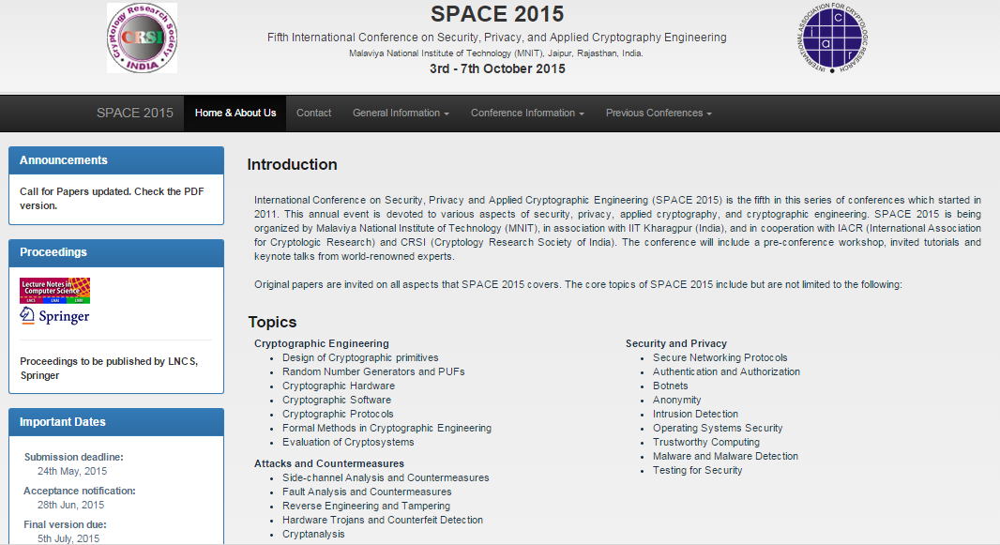 Cryptology Research Society
CRSI
INDIA
SPACE 2015
Fifth International Conference on Security, Privacy, and Applied Cryptography Engineering
Malaviya National Institute of Technology (MNIT), Jaipur, Rajasthan, India.
3rd - 7th October 2015
INTERNATIONAL ASSOCIATION FOR CRYPTOLOGIC RESEARCH
i a c r
SPACE 2015 Home & About Us Contact General Information Conference Information Previous Conferences
Announcements
Call for Papers updated. Check the PDF
version.
Proceedings
Lecture Notes in
Computer Science
LNCS LNAI LNBI
Springer
Proceedings to be published by LNCS,
Springer
Important Dates
Submission deadline:
24th May, 2015
Acceptance notification:
28th Jun, 2015
Final version due:
5th July, 2015
Introduction
International Conference on Security, Privacy and Applied Cryptographic Engineering (SPACE 2015) is the fifth in this series of conferences which started in
2011. This annual event is devoted to various aspects of security, privacy, applied cryptography, and cryptographic engineering. SPACE 2015 is being
organized by Malaviya National Institute of Technology (MNIT), in association with IIT Kharagpur (India), and in cooperation with IACR (International Association
for Cryptologic Research) and CRSI (Cryptology Research Society of India). The conference will include a pre-conference workshop, invited tutorials and
keynote talks from world-renowned experts.
Original papers are invited on all aspects that SPACE 2015 covers. The core topics of SPACE 2015 include but are not limited to the following:
Topics
Cryptographic Engineering
• Design of Cryptographic primitives
• Random Number Generators and PUFs
• Cryptographic Hardware
• Cryptographic Software
• Cryptographic Protocols
• Formal Methods in Cryptographic Engineering
• Evaluation of Cryptosystems
Attacks and Countermeasures
• Side-channel Analysis and Countermeasures
• Fault Analysis and Countermeasures
• Reverse Engineering and Tampering
• Hardware Trojans and Counterfeit Detection
• Cryptanalysis
Security and Privacy
• Secure Networking Protocols
• Authentication and Authorization
• Botnets
• Anonymity
• Intrusion Detection
• Operating Systems Security
• Trustworthy Computing
• Malware and Malware Detection
• Testing for Security